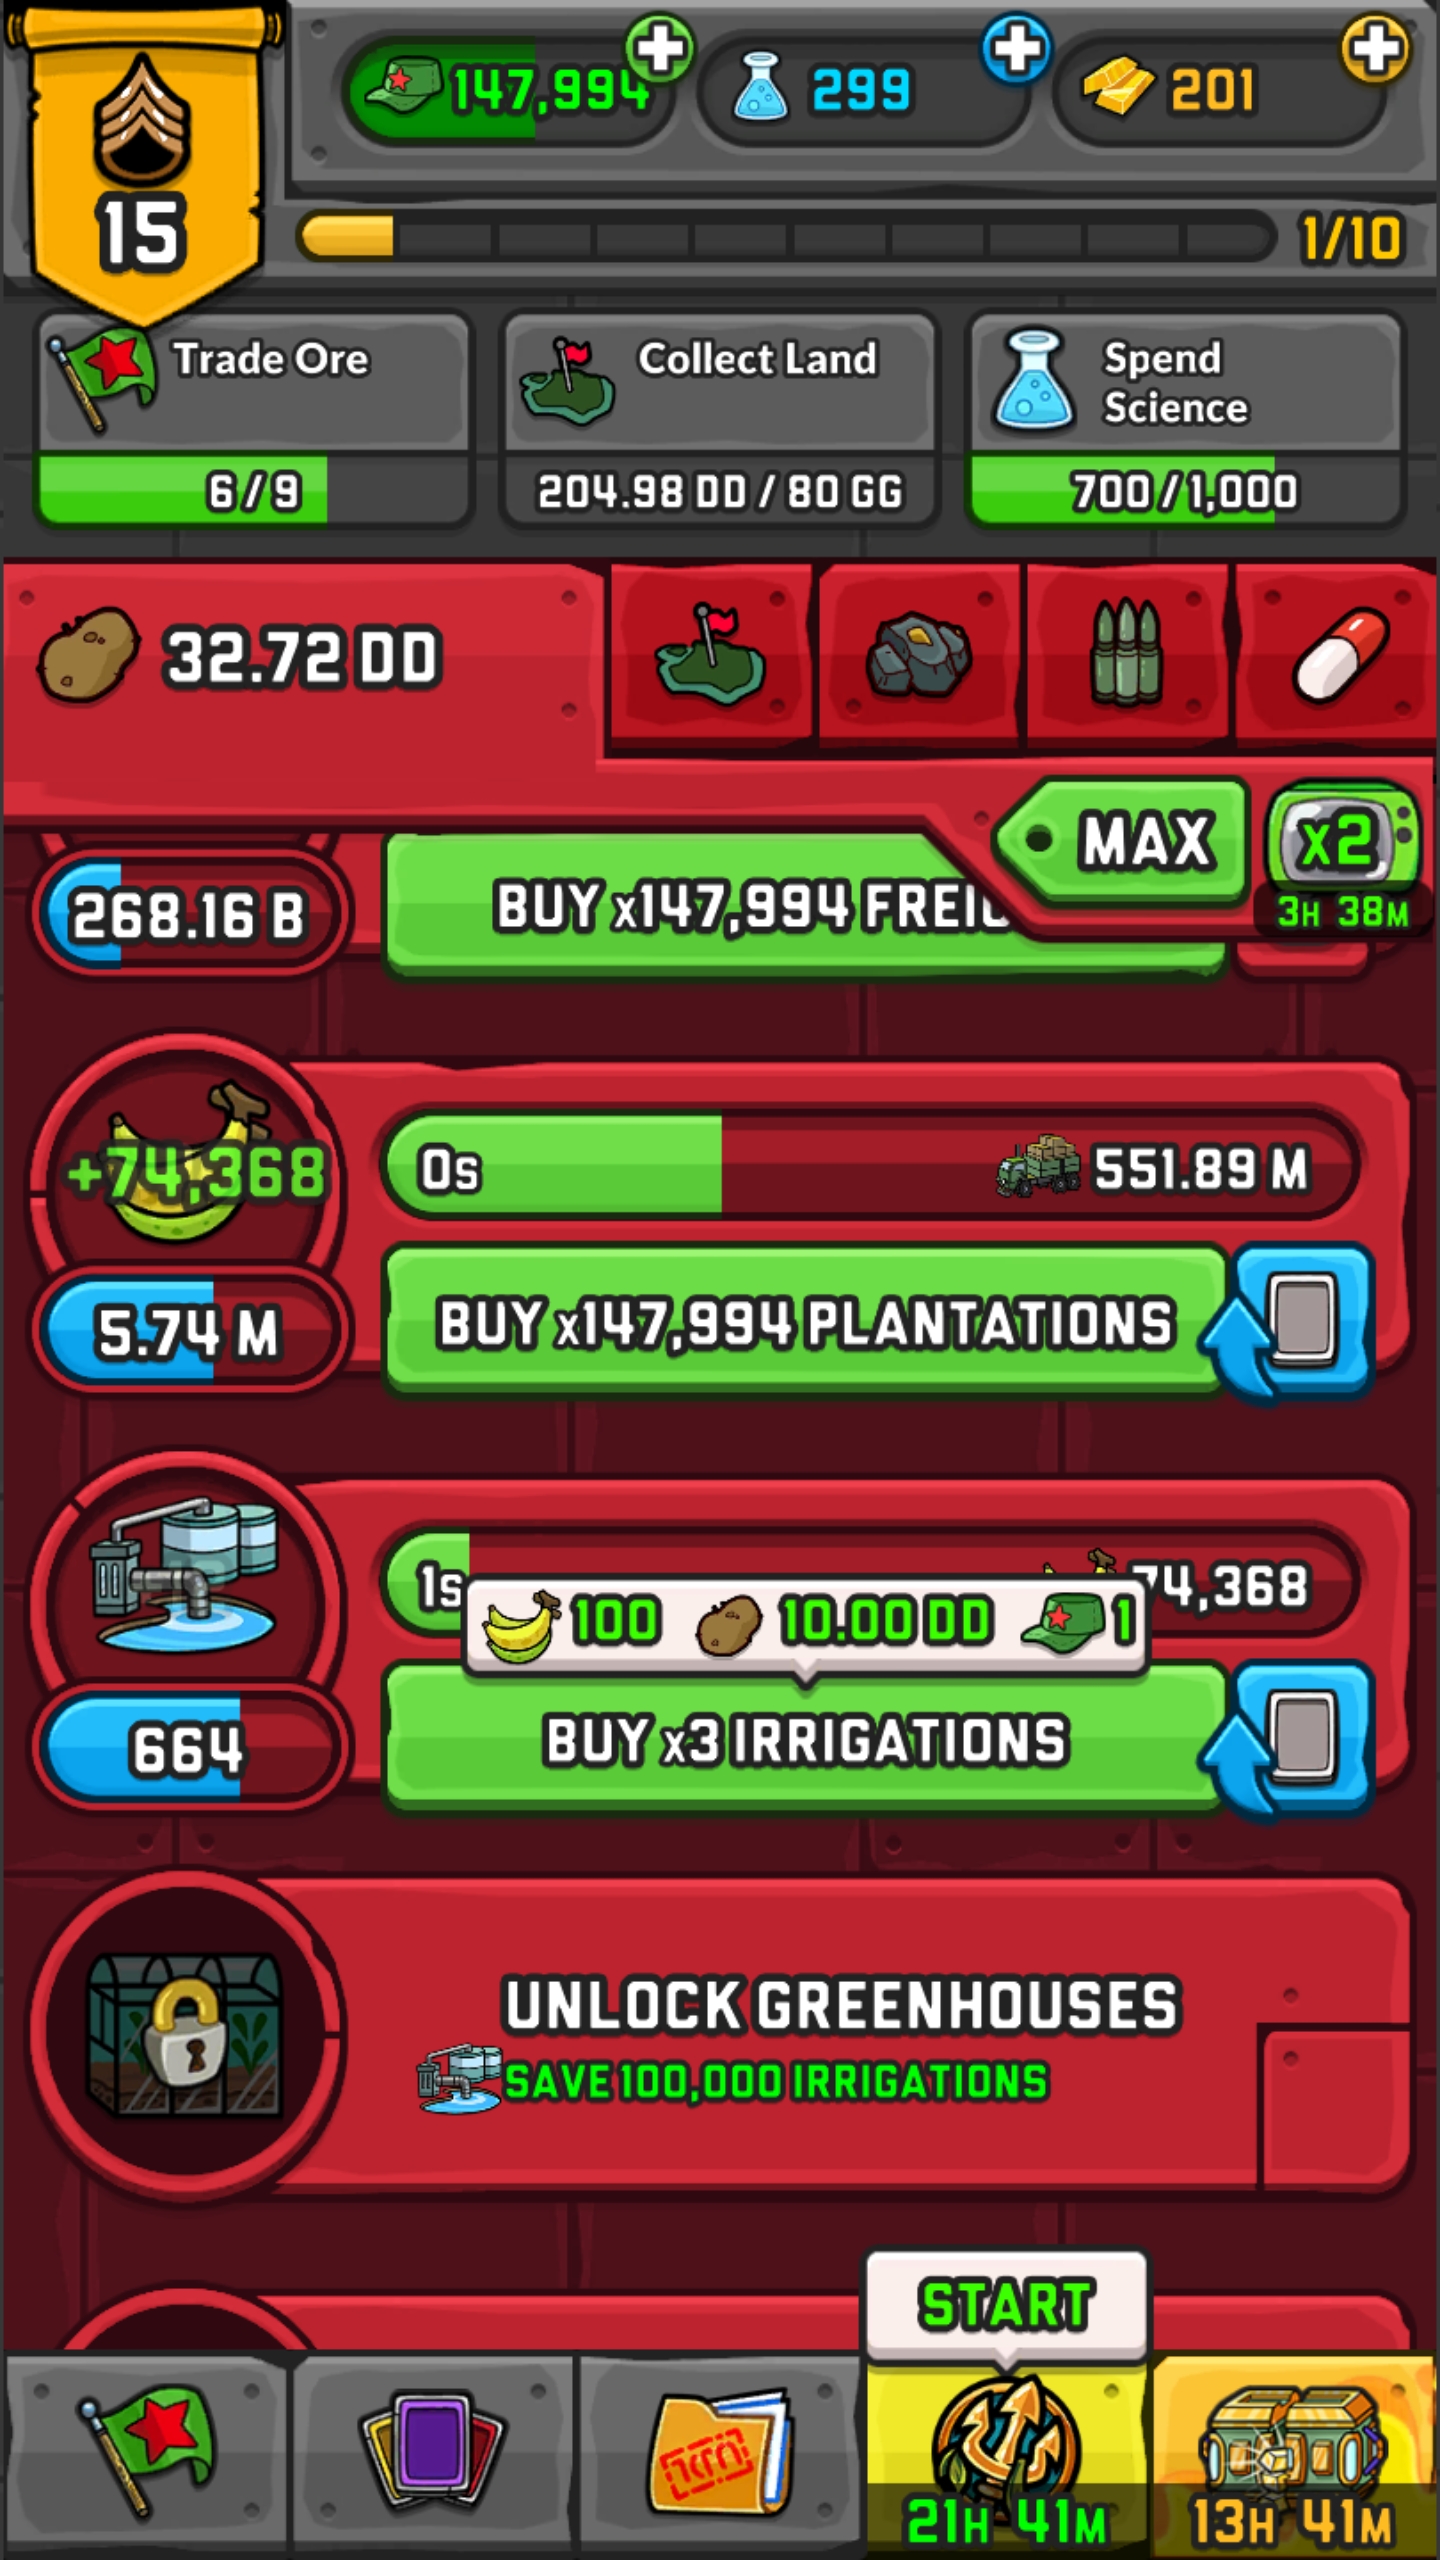 147,994
299
201
15
1/10
Trade Ore
Collect Land
Spend
Science
6/9
204.98 DD / 80 GG
700/1,000
32.72 DD
MAX
x2
3H 38M
268.16 B
BUY x147,994
+74,368
0s
551.89 M
5.74 M
BUY x147,994 PLANTATIONS
1s
74,368
100
10.00 DD
1
664
BUY x3 IRRIGATIONS
UNLOCK GREENHOUSES
SAVE 100,000 IRRIGATIONS
START
21H 41M
13H 41M